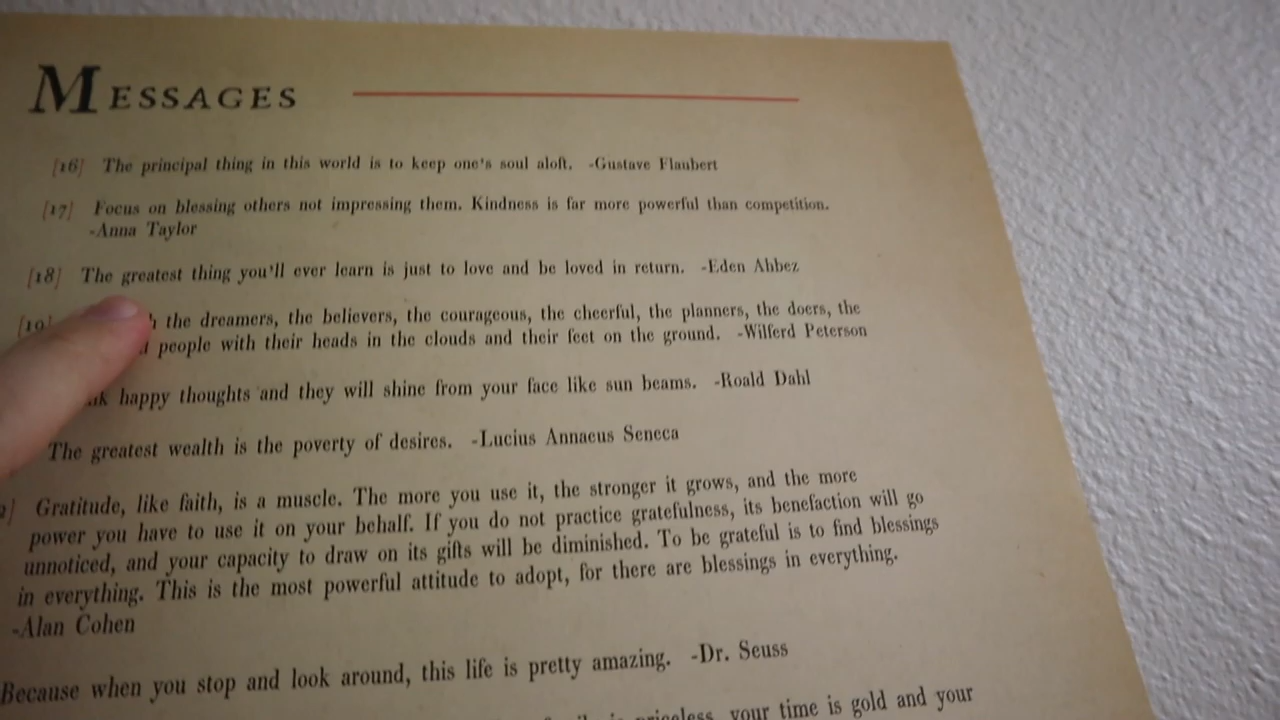 MESSAGES
[16] The principal thing in this world is to keep one's soul aloft. -Gustave Flaubert
[17] Focus on blessing others not impressing them. Kindness is far more powerful than competition.
-Anna Taylor
[18] The greatest thing you'll ever learn is just to love and be loved in return. -Eden Abbez
[19] the dreamers, the believers, the courageous, the cheerful, the planners, the doers, the
people with their heads in the clouds and their feet on the ground. -Wilferd Peterson
happy thoughts and they will shine from your face like sun beams. -Roald Dahl
The greatest wealth is the poverty of desires. -Lucius Annaeus Seneca
Gratitude, like faith, is a muscle. The more you use it, the stronger it grows, and the more
power you have to use it on your behalf. If you do not practice gratefulness, its benefaction will go
unnoticed, and your capacity to draw on its gifts will be diminished. To be grateful is to find blessings
in everything. This is the most powerful attitude to adopt, for there are blessings in everything.
-Alan Cohen
Because when you stop and look around, this life is pretty amazing. -Dr. Seuss
is priceless, your time is gold and your